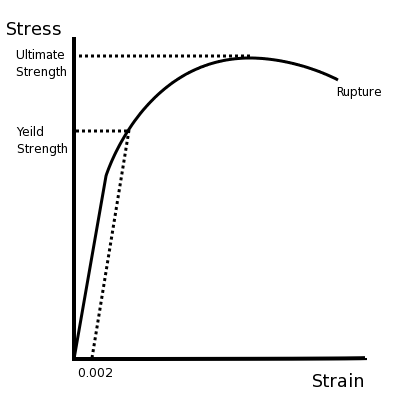 Stress
Ultimate
Strength
Rupture
Yeild
Strength
0.002
Strain